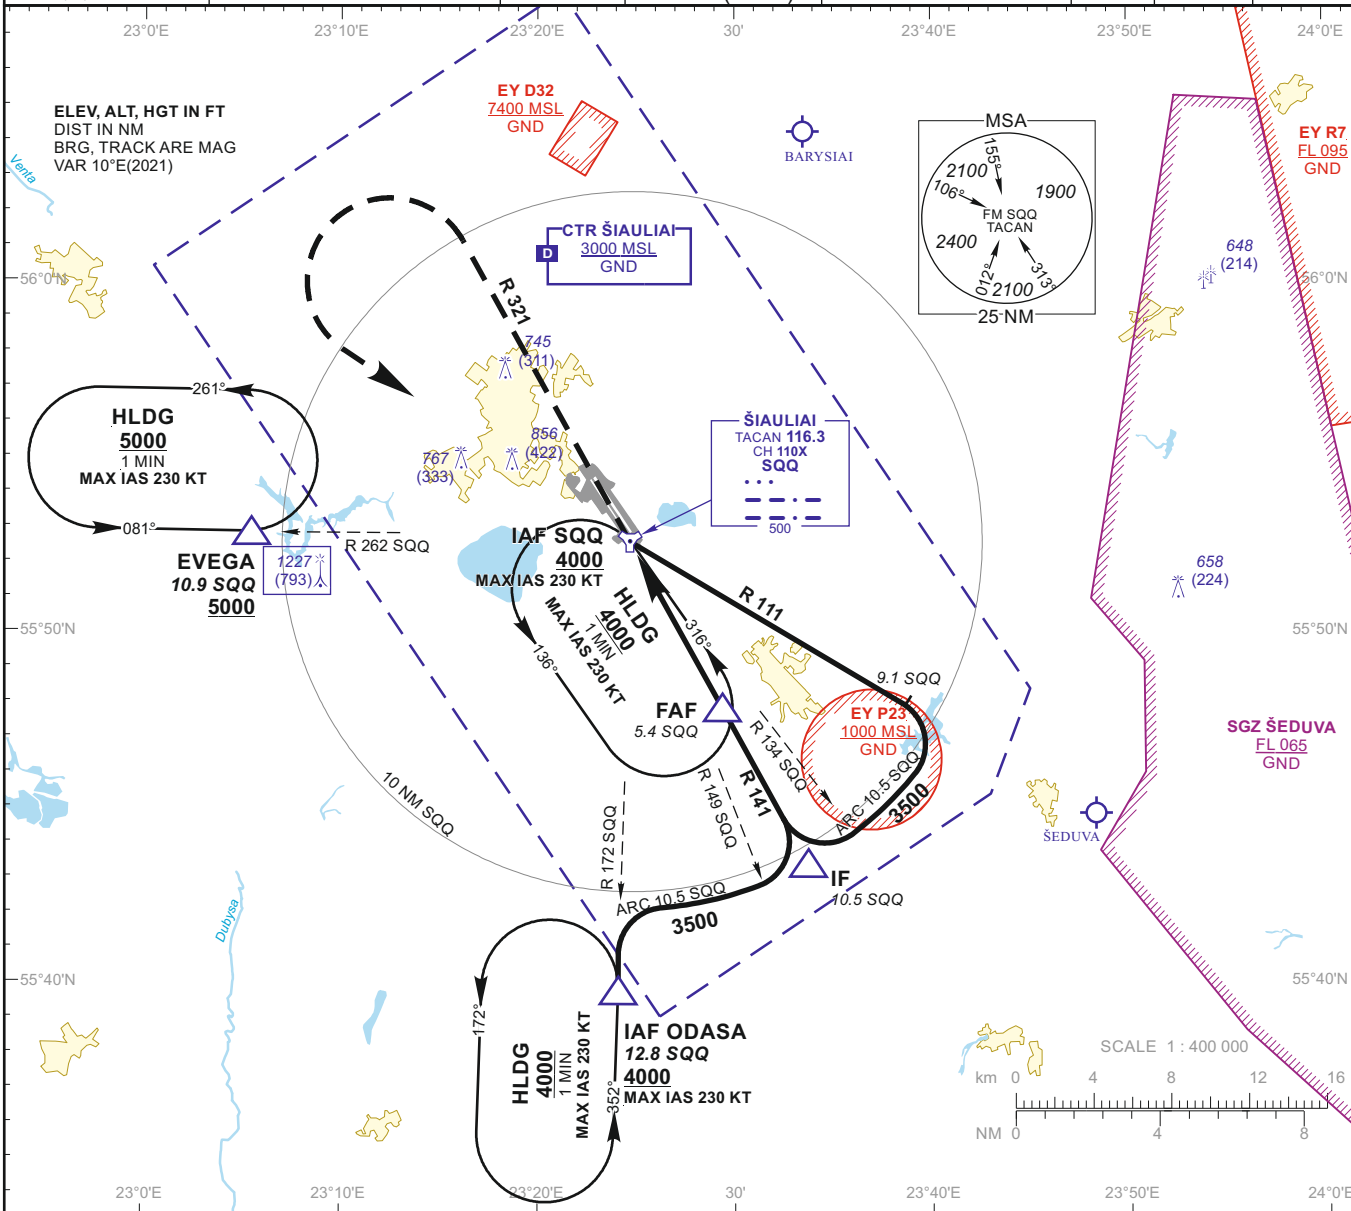 23°0'E
23°10'E
23°20'E
30'
23°40'E
23°50'E
24°0'E
ELEV, ALT, HGT IN FT
DIST IN NM
BRG, TRACK ARE MAG
VAR 10°E(2021)
Venta
EY D32
7400 MSL
GND
BARYSIAI
MSA
155°
2100
106°
1900
FM SQQ
TACAN
2400
012°
313°
2100
25 NM
EY R7
FL 095
GND
648
(214)
56°0'N
56°0'N
CTR ŠIAULIAI
D
3000 MSL
GND
R 321
745
(311)
856
(422)
767
(333)
261°
HLDG
5000
1 MIN
MAX IAS 230 KT
081°
EVEGA
10.9 SQQ
5000
1227
(793)
R 262 SQQ
ŠIAULIAI
TACAN 116.3
CH 110X
SQQ
500
IAF SQQ
4000
MAX IAS 230 KT
HLDG
4000
1 MIN
MAX IAS 230 KT
136°
316°
R 111
658
(224)
55°50'N
55°50'N
9.1 SQQ
FAF
5.4 SQQ
EY P23
1000 MSL
GND
SGZ ŠEDUVA
FL 065
GND
R 134 SQQ
R 149 SQQ
R 141
R 172 SQQ
ARC 10.5 SQQ
3500
10 NM SQQ
ŠEDUVA
IF
10.5 SQQ
ARC 10.5 SQQ
3500
Dubysa
55°40'N
55°40'N
172°
HLDG
4000
1 MIN
MAX IAS 230 KT
352°
IAF ODASA
12.8 SQQ
4000
MAX IAS 230 KT
SCALE 1 : 400 000
km 0 4 8 12 16
NM 0 4 8
23°0'E
23°10'E
23°20'E
30'
23°40'E
23°50'E
24°0'E